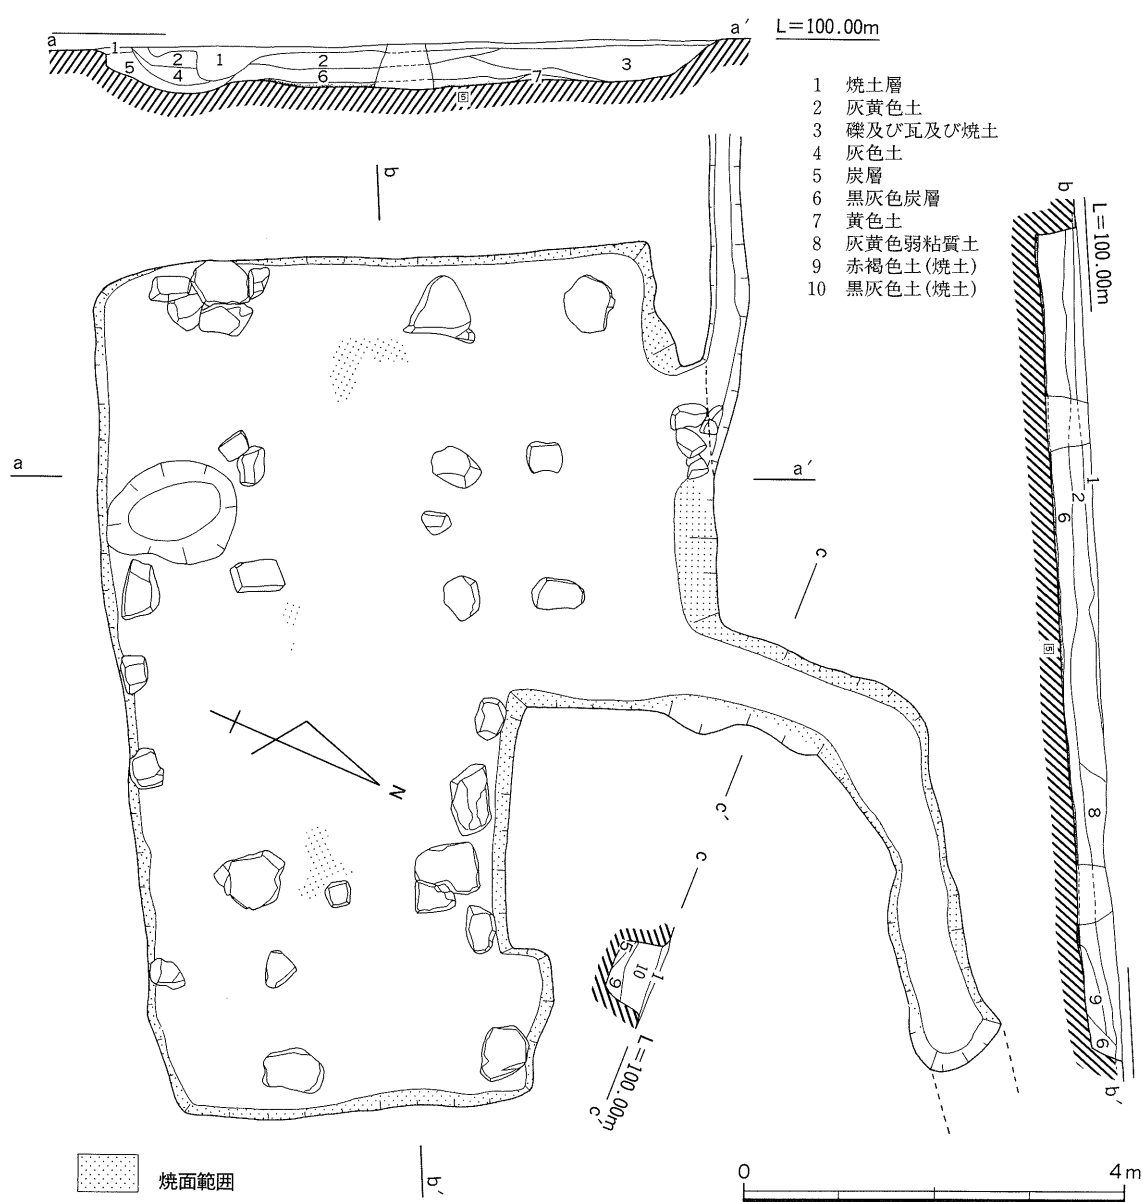 a
a′
L=100.00m
1
2
1
2
3
5
4
6
7
5
1 焼土層
2 灰黄色土
3 礫及び瓦及び焼土
4 灰色土
5 炭層
6 黒灰色炭層
7 黄色土
8 灰黄色弱粘質土
9 赤褐色土(焼土)
10 黒灰色土(焼土)
b
b
L=100.00m
a
a′
1
2
6
c
5
N
c′
8
c
5
10
1
9
9
6
L=100.00m
c′
b′
b′
焼面範囲
0
4m